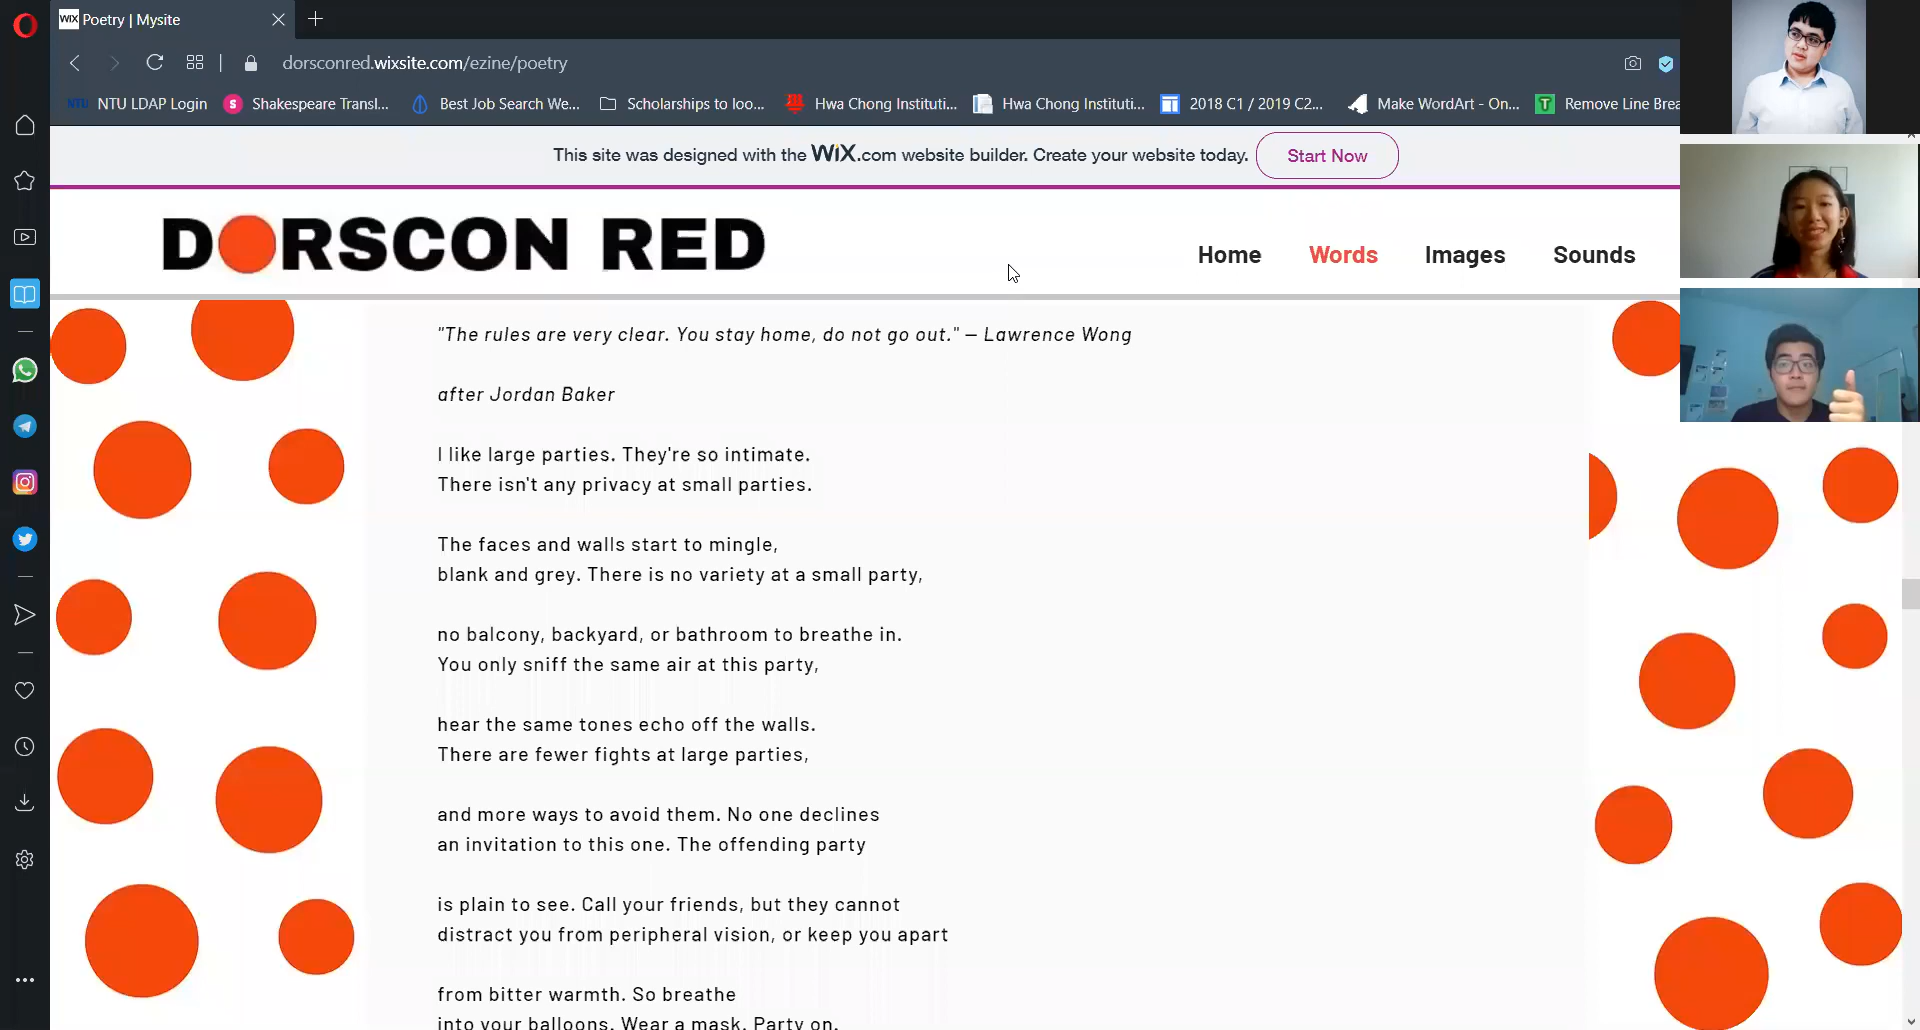 WiX Poetry | Mysite
dorsconred.wixsite.com/ezine/poetry
NTU NTU LDAP Login
S Shakespeare Transl...
Best Job Search We...
Scholarships to loo...
Hwa Chong Instituti...
Hwa Chong Instituti...
2018 C1 / 2019 C2...
Make WordArt - On...
T Remove Line Brea
This site was designed with the WiX.com website builder. Create your website today.
Start Now
DORSCON RED
Home
Words
Images
Sounds
"The rules are very clear. You stay home, do not go out." — Lawrence Wong
after Jordan Baker
I like large parties. They're so intimate.
There isn't any privacy at small parties.
The faces and walls start to mingle,
blank and grey. There is no variety at a small party,
no balcony, backyard, or bathroom to breathe in.
You only sniff the same air at this party,
hear the same tones echo off the walls.
There are fewer fights at large parties,
and more ways to avoid them. No one declines
an invitation to this one. The offending party
is plain to see. Call your friends, but they cannot
distract you from peripheral vision, or keep you apart
from bitter warmth. So breathe
into your balloons. Wear a mask. Party on.